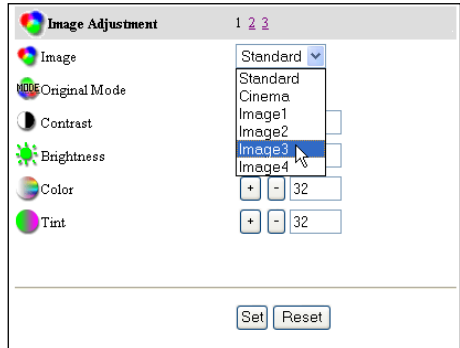 Image Adjustment 1 2 3
Image Standard
Standard
Cinema
MODE Original Mode
Image1
Contrast
Image2
Brightness
Image3
Image4
Color + - 32
Tint + - 32
Set Reset